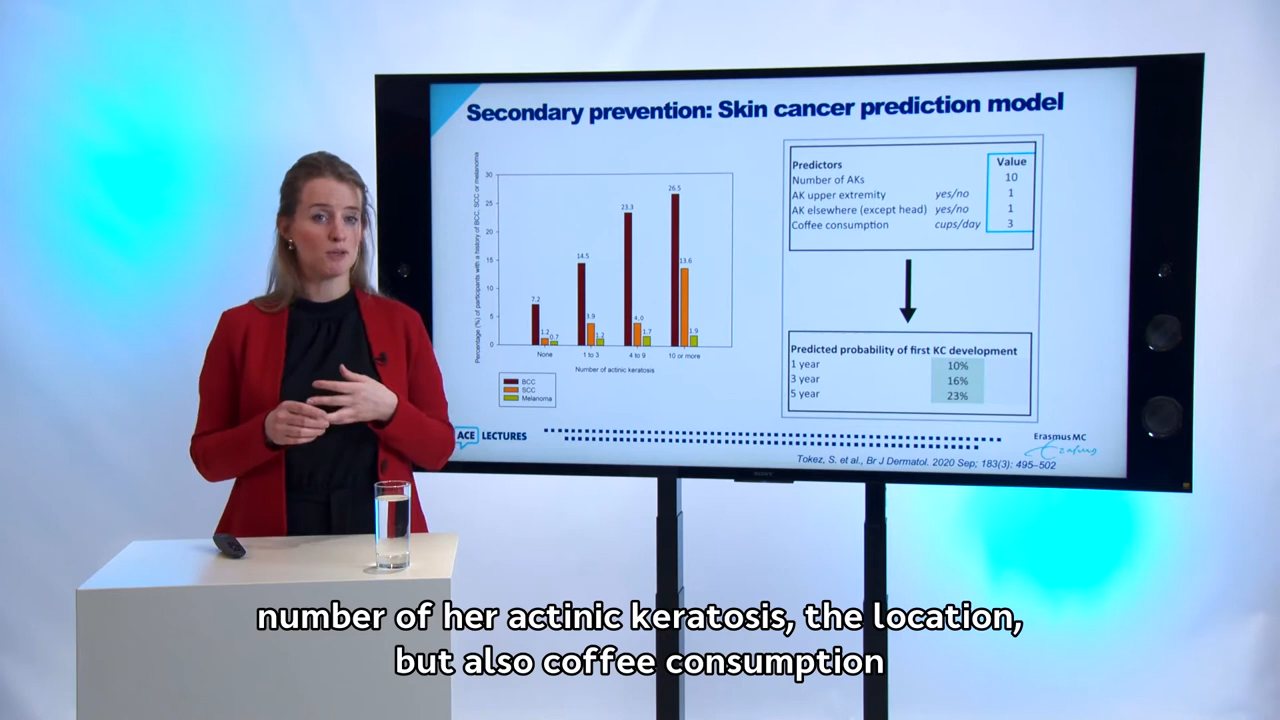 Secondary prevention: Skin cancer prediction model
Percentage (%) of participants with a history of BCC, SCC or melanoma
30
25
20
15
10
5
0
7.2
1.2
0.7
14.5
3.9
1.2
23.3
4.0
1.7
26.5
13.6
1.9
None
1 to 3
4 to 9
10 or more
Number of actinic keratosis
BCC
SCC
Melanoma
Predictors Value
Number of AKs 10
AK upper extremity yes/no 1
AK elsewhere (except head) yes/no 1
Coffee consumption cups/day 3
Predicted probability of first KC development
1 year 10%
3 year 16%
5 year 23%
ACE LECTURES
Erasmus MC
Erasmus
Tokez, S. et al., Br J Dermatol. 2020 Sep; 183(3): 495–502
SONY
number of her actinic keratosis, the location,
but also coffee consumption